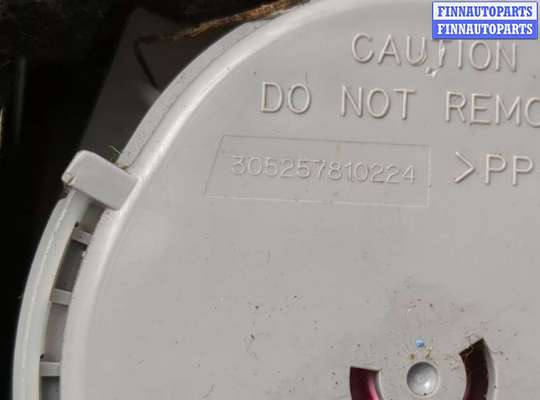 FINNAUTOPARTS
FINNAUTOPARTS
CAUTION
DO NOT REMO
305257810224 >PP